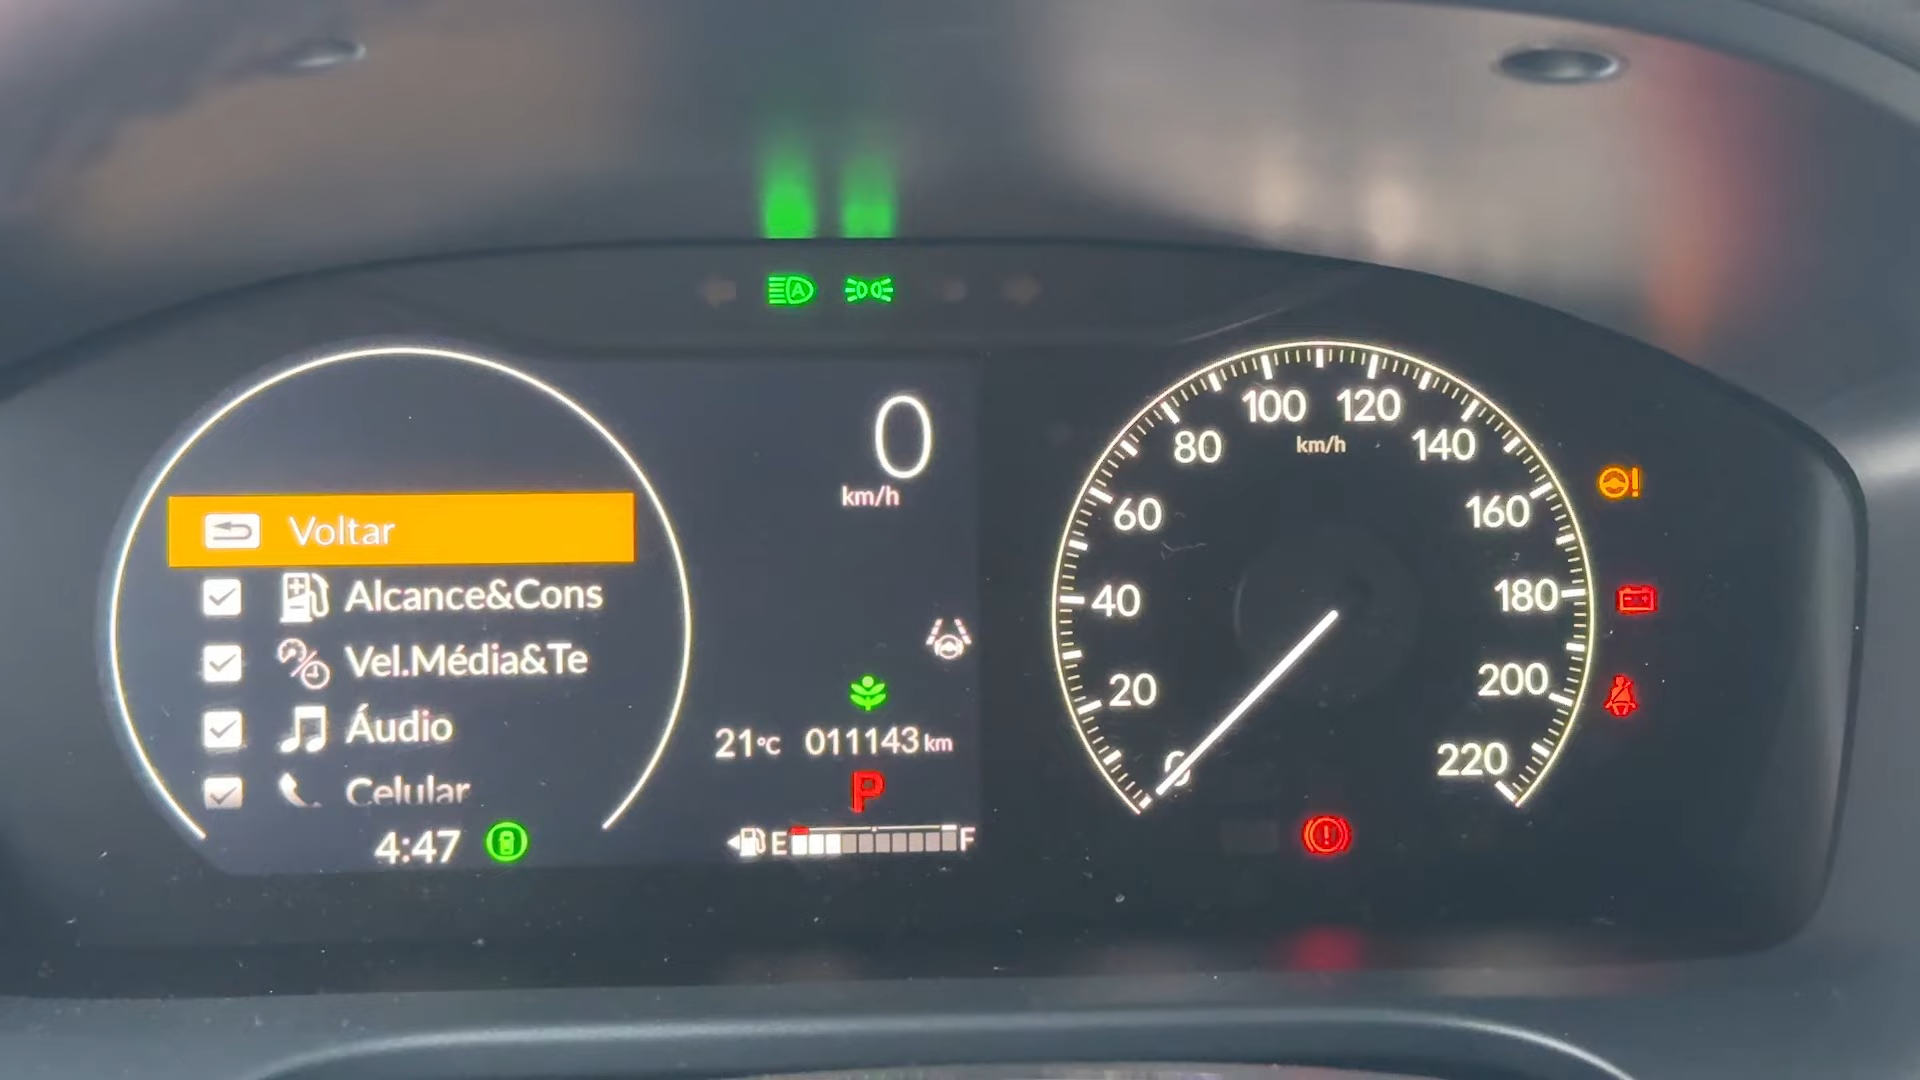 A
0
km/h
Voltar
Alcance&Cons
Vel.Média&Te
Áudio
Celular
4:47
21°C 011143 km
P
E F
0
20
40
60
80
100
120
140
160
180
200
220
km/h